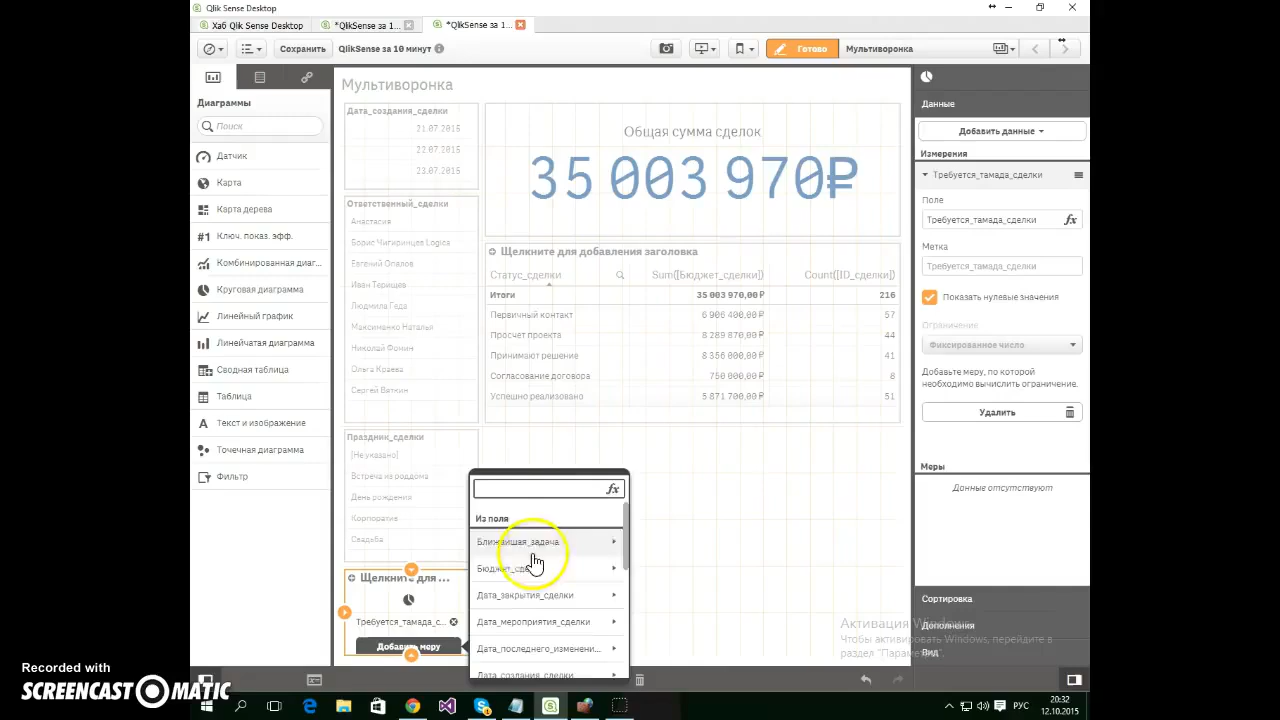 Qlik Sense Desktop
Хаб Qlik Sense Desktop
*QlikSense за 1...
*QlikSense за 1...
Сохранить
QlikSense за 10 минут
Готово
Мультиворонка
Диаграммы
Поиск
Датчик
Карта
Карта дерева
#1 Ключ. показ. эфф.
Комбинированная диаг...
Круговая диаграмма
Линейный график
Линейчатая диаграмма
Сводная таблица
Таблица
A Текст и изображение
Точечная диаграмма
Фильтр
Мультиворонка
Дата_создания_сделки
21.07.2015
22.07.2015
23.07.2015
Ответственный_сделки
Анастасия
Борис Чигиринцев Logica
Евгений Опалов
Иван Терищев
Людмила Геда
Максименко Наталья
Николай Фомин
Ольга Краева
Сергей Вяткин
Праздник_сделки
[Не указано]
Встреча из роддома
День рождения
Корпоратив
Свадьба
Щелкните для ...
Требуется_тамада_с...
Добавить меру
Общая сумма сделок
35 003 970₽
Щелкните для добавления заголовка
Статус_сделки Sum([Бюджет_сделки]) Count([ID_сделки])
Итоги 35 003 970,00 ₽ 216
Первичный контакт 6 906 400,00 ₽ 57
Просчет проекта 8 289 870,00 ₽ 44
Принимают решение 8 356 000,00 ₽ 41
Согласование договора 750 000,00 ₽ 8
Успешно реализовано 5 871 700,00 ₽ 51
fx
Из поля
Ближайшая_задача
Дата_закрытия_сделки
Дата_мероприятия_сделки
Дата_последнего_изменени...
Дата_создания_сделки
Данные
Добавить данные
Измерения
Требуется_тамада_сделки
Поле
Требуется_тамада_сделки fx
Метка
Требуется_тамада_сделки
Показать нулевые значения
Ограничение
Фиксированное число
Добавьте меру, по которой
необходимо вычислить ограничение.
Удалить
Меры
Данные отсутствуют
Сортировка
Дополнения
Вид
Активация Windows
Чтобы активировать Windows, перейдите в
раздел "Параметры".
Recorded with
SCREENCAST O MATIC
РУС
20:32
12.10.2015